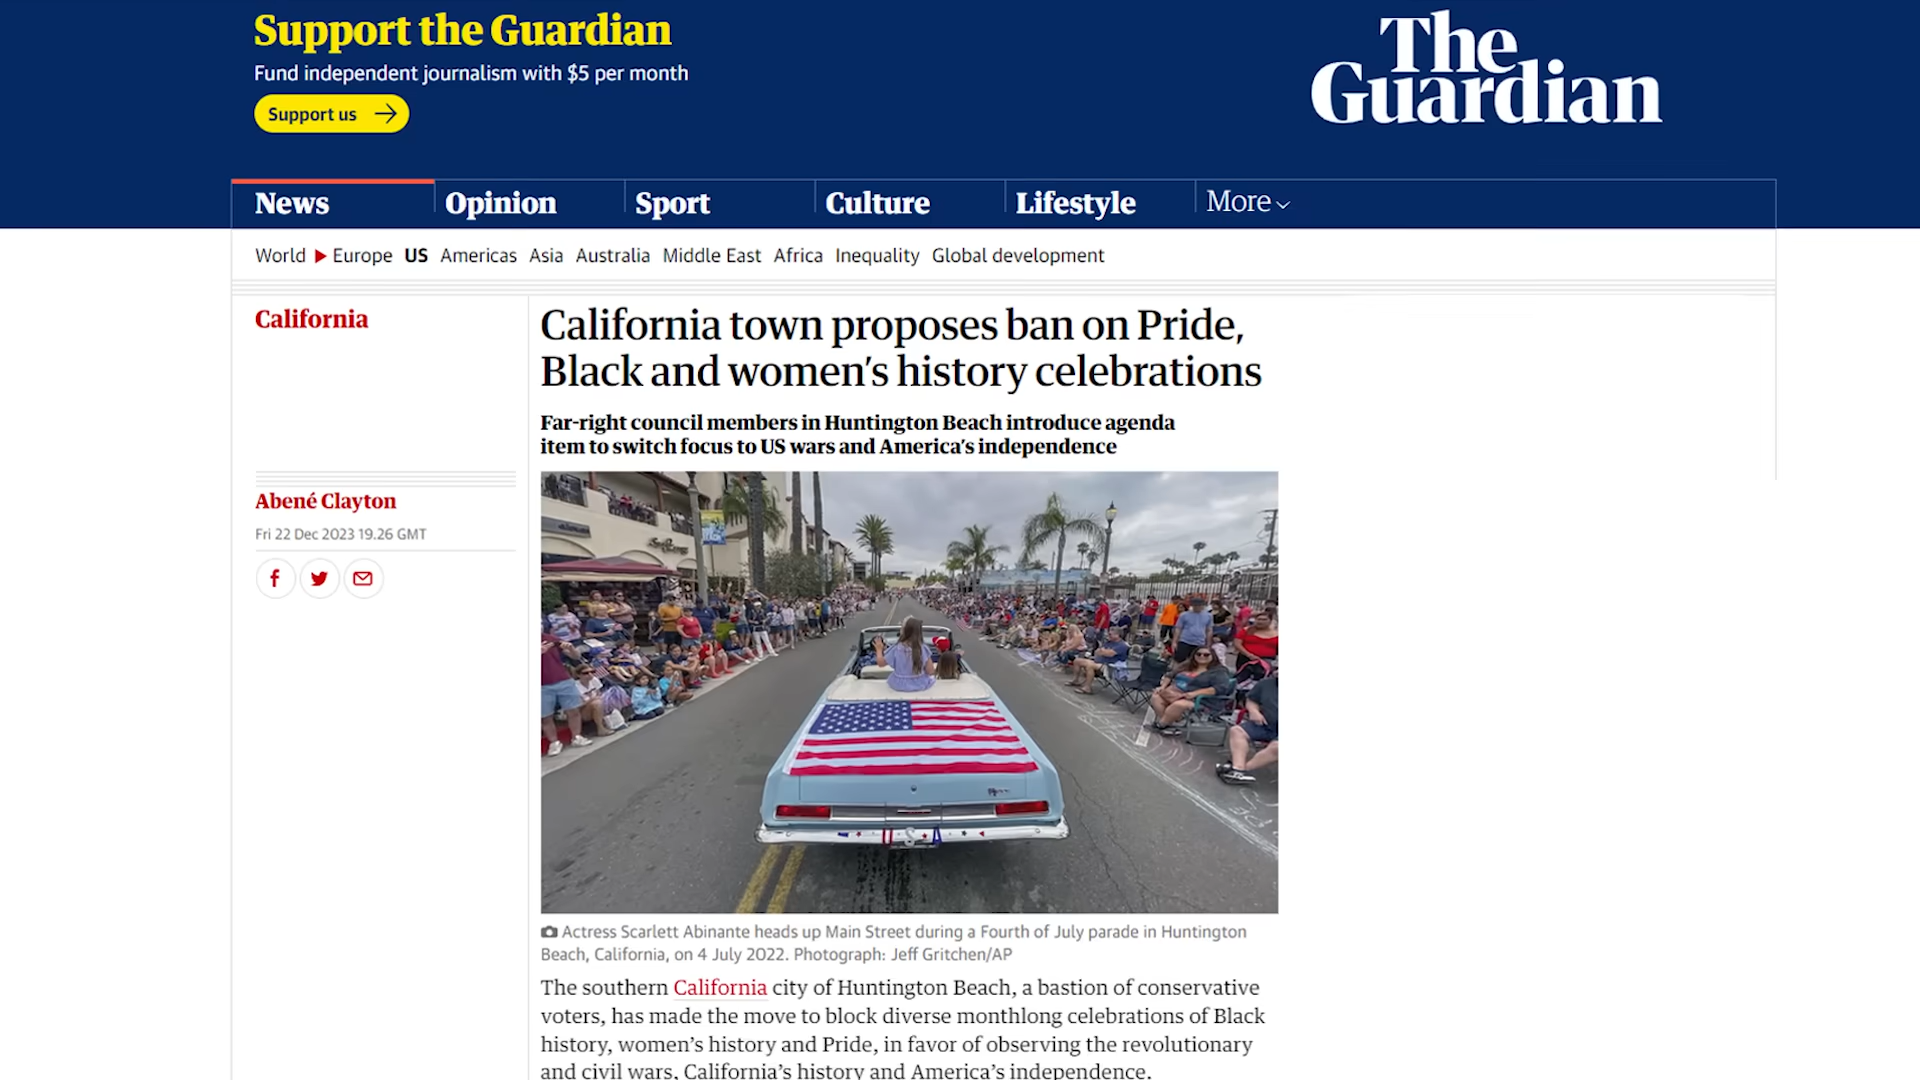 Support the Guardian
Fund independent journalism with $5 per month
Support us
The
Guardian
News Opinion Sport Culture Lifestyle More
World Europe US Americas Asia Australia Middle East Africa Inequality Global development
California
California town proposes ban on Pride,
Black and women's history celebrations
Far-right council members in Huntington Beach introduce agenda
item to switch focus to US wars and America's independence
Abené Clayton
Fri 22 Dec 2023 19.26 GMT
USA
Actress Scarlett Abinante heads up Main Street during a Fourth of July parade in Huntington
Beach, California, on 4 July 2022. Photograph: Jeff Gritchen/AP
The southern California city of Huntington Beach, a bastion of conservative
voters, has made the move to block diverse monthlong celebrations of Black
history, women's history and Pride, in favor of observing the revolutionary
and civil wars, California's history and America's independence.